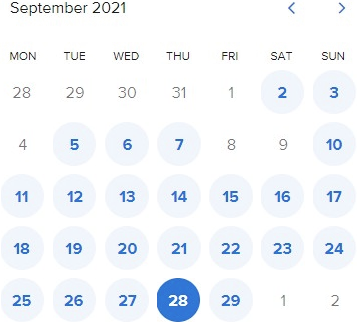 September 2021
MON TUE WED THU FRI SAT SUN
28 29 30 31 1 2 3
4 5 6 7 8 9 10
11 12 13 14 15 16 17
18 19 20 21 22 23 24
25 26 27 28 29 1 2